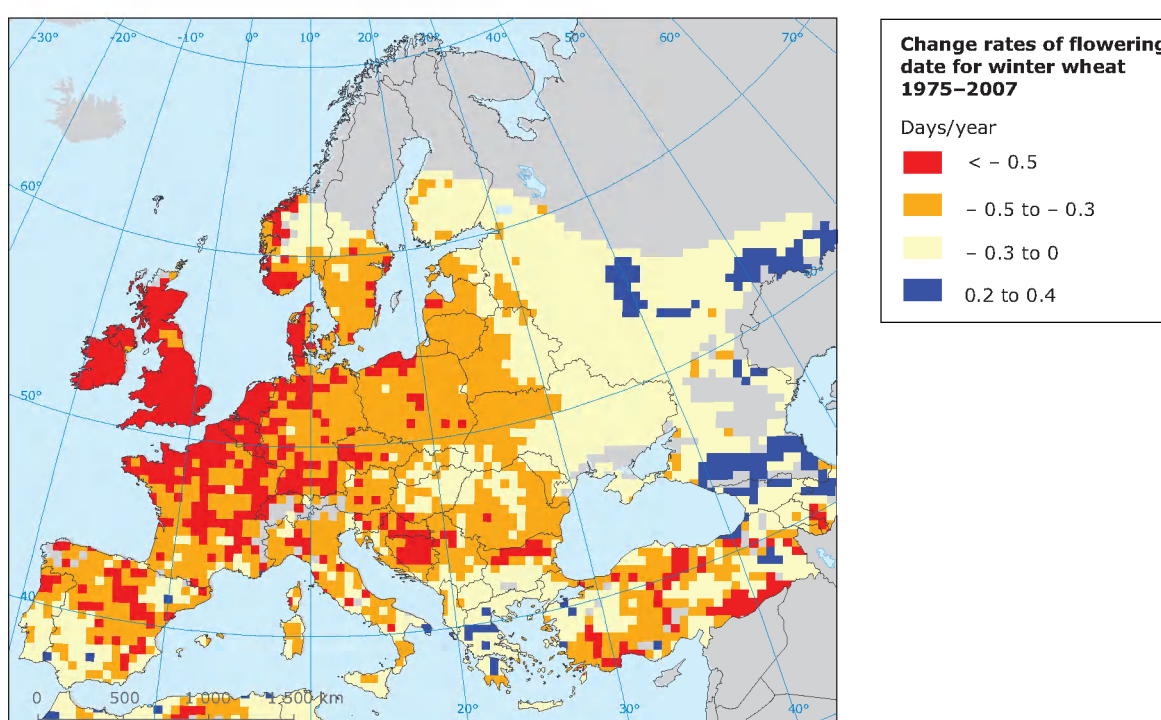 -30° -20° -10° 0° 10° 20° 30° 40° 50° 60° 70°
60°
50°
50°
40°
0 500 1 000 1 500 km
20° 30° 40°
Change rates of flowering
date for winter wheat
1975–2007
Days/year
< – 0.5
– 0.5 to – 0.3
– 0.3 to 0
0.2 to 0.4